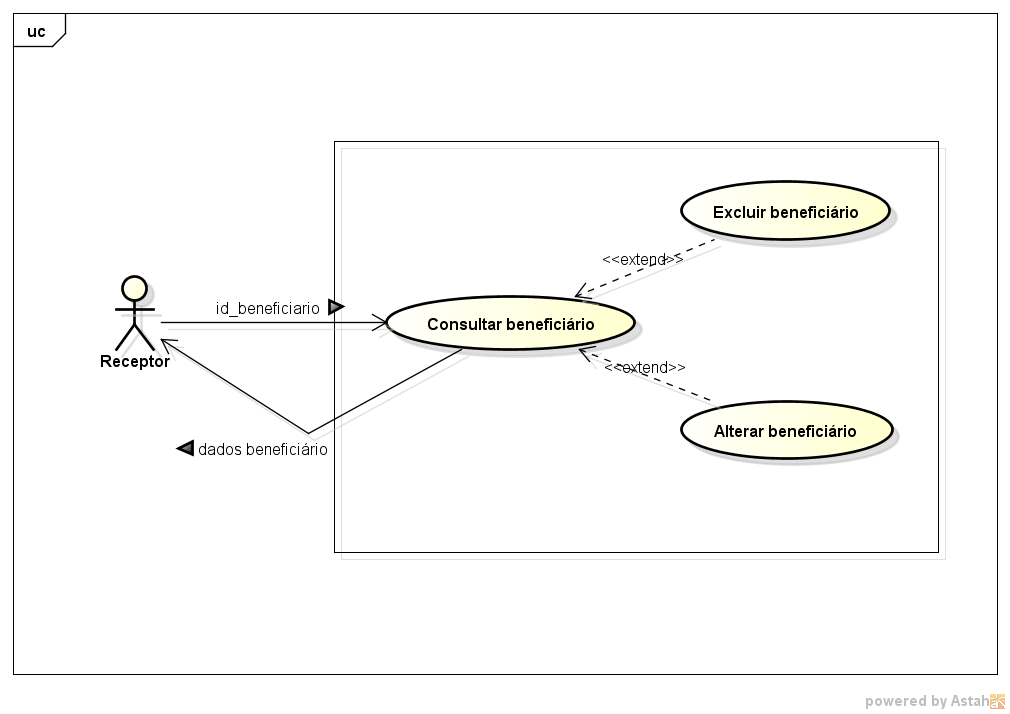 uc
Excluir beneficiário
<<extend>>
id_beneficiario
Consultar beneficiário
Receptor
<<extend>>
Alterar beneficiário
dados beneficiário
powered by Astah